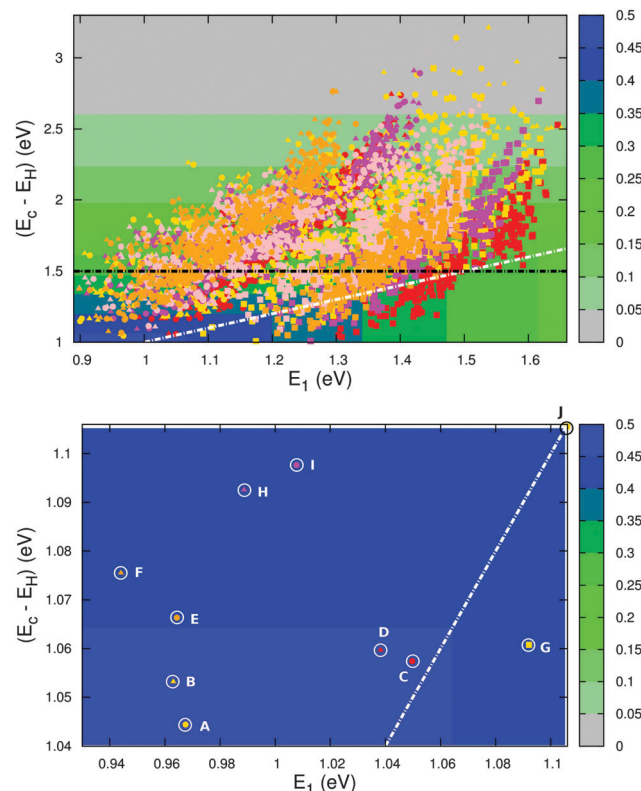 3
2.5
2
1.5
1
(E_c - E_H) (eV)
0.9 1 1.1 1.2 1.3 1.4 1.5 1.6
E_1 (eV)
0.5
0.45
0.4
0.35
0.3
0.25
0.2
0.15
0.1
0.05
0
J
1.1
1.09
1.08
1.07
1.06
1.05
1.04
(E_c - E_H) (eV)
I
H
F
E
D
G
C
B
A
0.94 0.96 0.98 1 1.02 1.04 1.06 1.08 1.1
E_1 (eV)
0.5
0.45
0.4
0.35
0.3
0.25
0.2
0.15
0.1
0.05
0